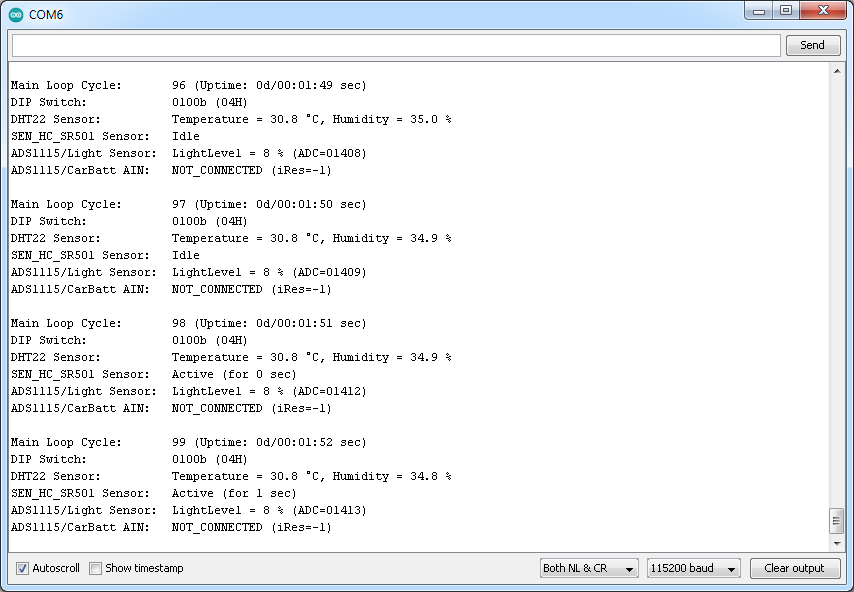 COM6
Send
Main Loop Cycle: 96 (Uptime: 0d/00:01:49 sec)
DIP Switch: 0100b (04H)
DHT22 Sensor: Temperature = 30.8 °C, Humidity = 35.0 %
SEN_HC_SR501 Sensor: Idle
ADS1115/Light Sensor: LightLevel = 8 % (ADC=01408)
ADS1115/CarBatt AIN: NOT_CONNECTED (iRes=-1)
Main Loop Cycle: 97 (Uptime: 0d/00:01:50 sec)
DIP Switch: 0100b (04H)
DHT22 Sensor: Temperature = 30.8 °C, Humidity = 34.9 %
SEN_HC_SR501 Sensor: Idle
ADS1115/Light Sensor: LightLevel = 8 % (ADC=01409)
ADS1115/CarBatt AIN: NOT_CONNECTED (iRes=-1)
Main Loop Cycle: 98 (Uptime: 0d/00:01:51 sec)
DIP Switch: 0100b (04H)
DHT22 Sensor: Temperature = 30.8 °C, Humidity = 34.9 %
SEN_HC_SR501 Sensor: Active (for 0 sec)
ADS1115/Light Sensor: LightLevel = 8 % (ADC=01412)
ADS1115/CarBatt AIN: NOT_CONNECTED (iRes=-1)
Main Loop Cycle: 99 (Uptime: 0d/00:01:52 sec)
DIP Switch: 0100b (04H)
DHT22 Sensor: Temperature = 30.8 °C, Humidity = 34.8 %
SEN_HC_SR501 Sensor: Active (for 1 sec)
ADS1115/Light Sensor: LightLevel = 8 % (ADC=01413)
ADS1115/CarBatt AIN: NOT_CONNECTED (iRes=-1)
Autoscroll Show timestamp Both NL & CR 115200 baud Clear output